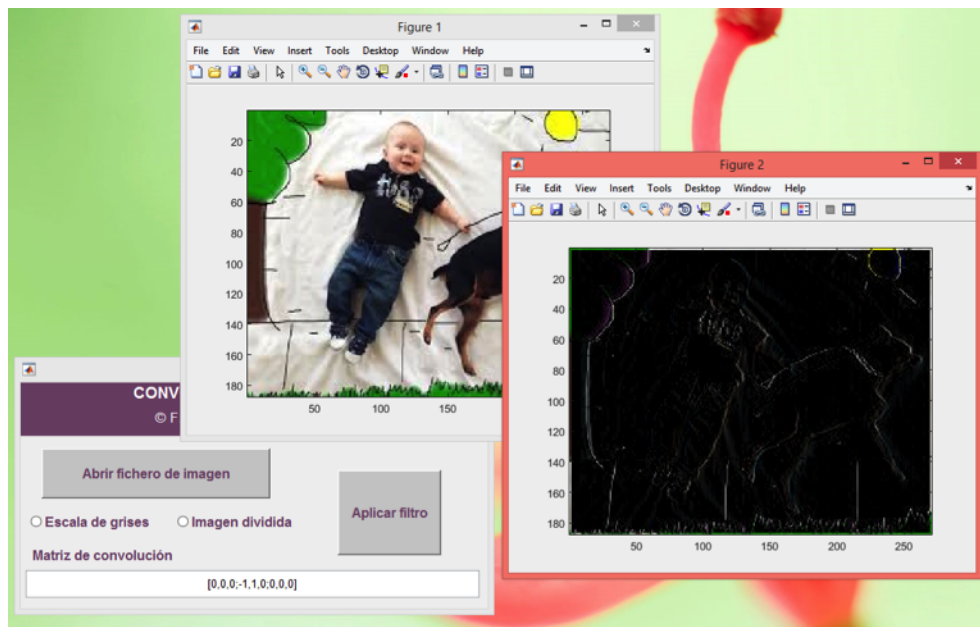 Figure 1
File Edit View Insert Tools Desktop Window Help
20
40
60
80
100
120
140
160
180
50 100 150
Figure 2
File Edit View Insert Tools Desktop Window Help
20
40
60
80
100
120
140
160
180
50 100 150 200 250
CONV
© F
Abrir fichero de imagen
Aplicar filtro
Escala de grises Imagen dividida
Matriz de convolución
[0,0,0;-1,1,0;0,0,0]